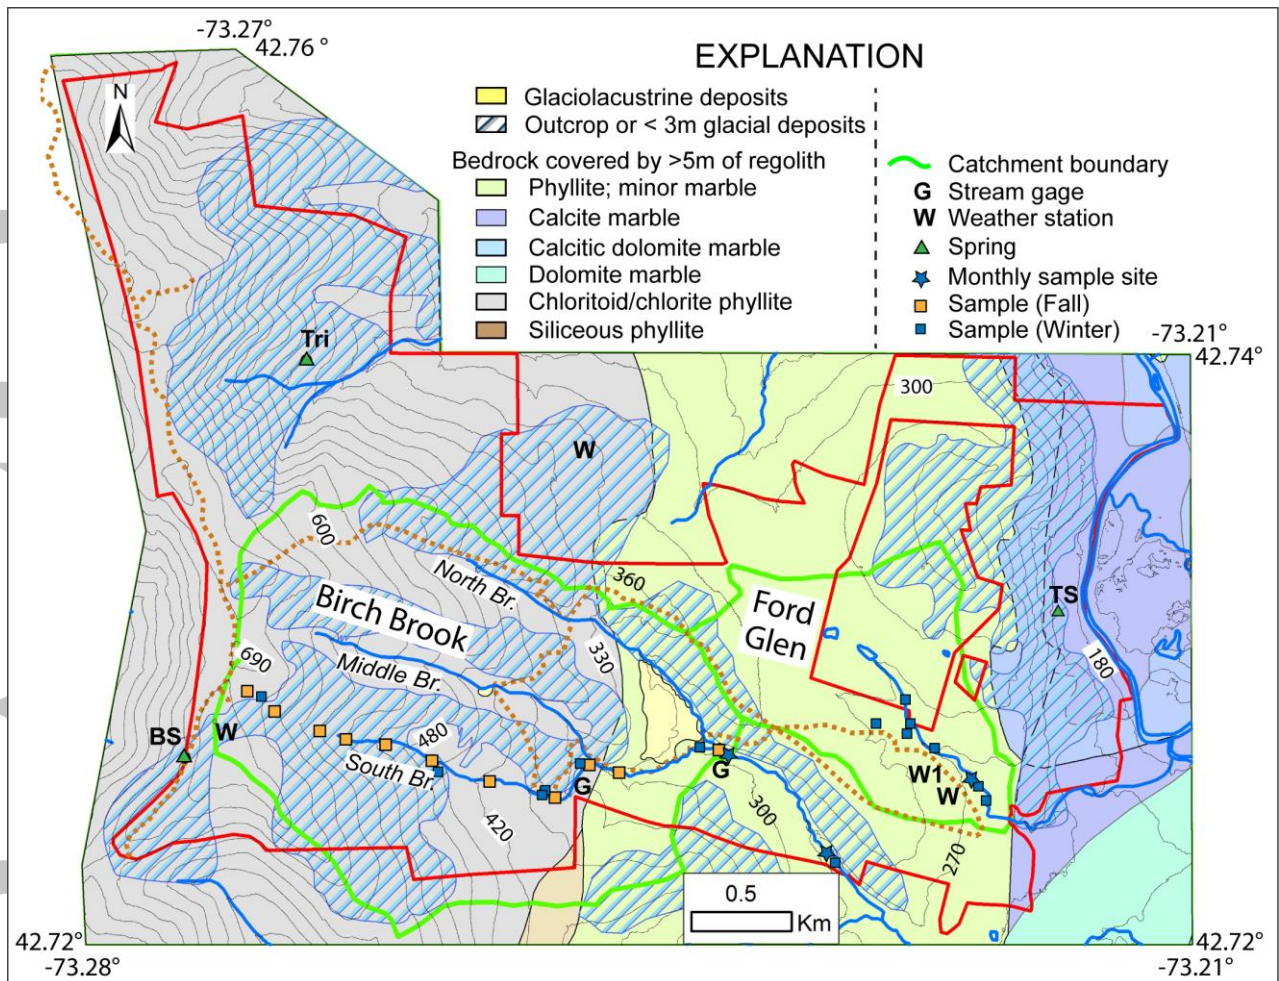 -73.27°
42.76 °
EXPLANATION
N
Glaciolacustrine deposits
Outcrop or < 3m glacial deposits
Bedrock covered by >5m of regolith
Phyllite; minor marble
Calcite marble
Calcitic dolomite marble
Dolomite marble
Chloritoid/chlorite phyllite
Siliceous phyllite
Catchment boundary
G Stream gage
W Weather station
Spring
Monthly sample site
Sample (Fall)
Sample (Winter)
-73.21°
42.74°
Tri
300
W
600
North Br.
360
Birch Brook
Ford
Glen
TS
330
180
690
Middle Br.
BS
W
480
South Br.
G
G
W1
W
300
420
270
0.5
Km
42.72°
-73.28°
42.72°
-73.21°